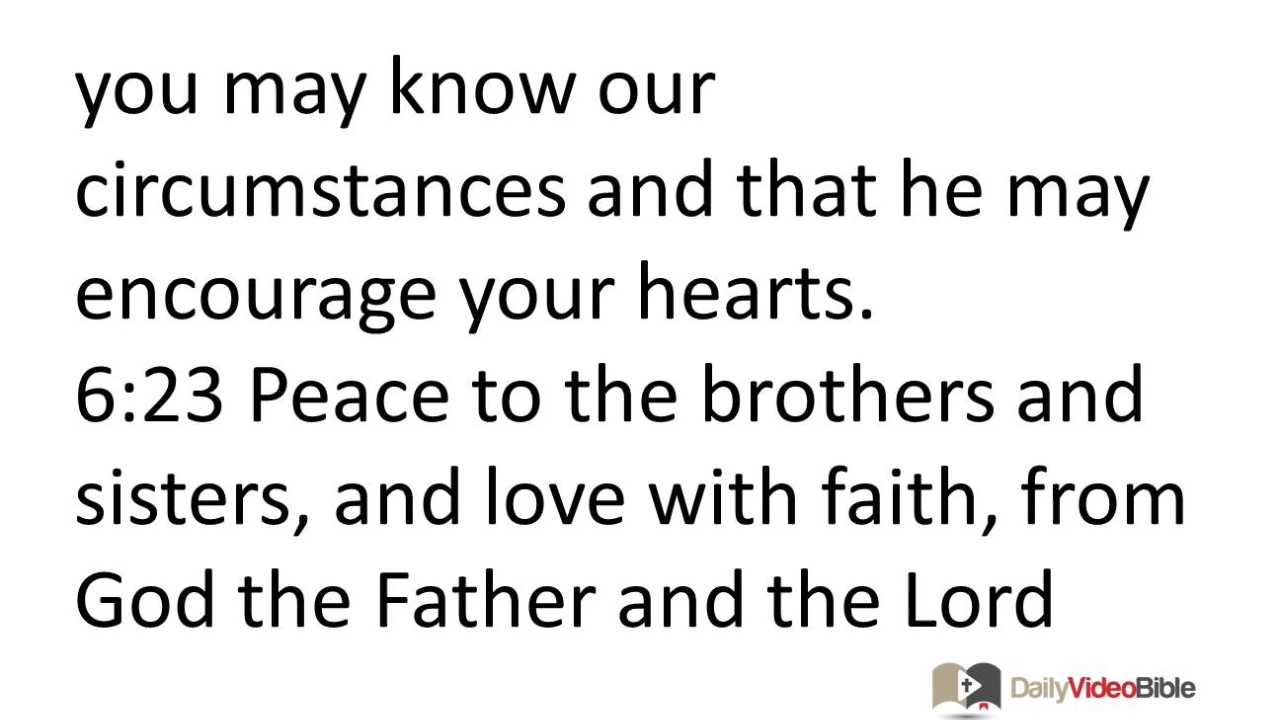 you may know our
circumstances and that he may
encourage your hearts.
6:23 Peace to the brothers and
sisters, and love with faith, from
God the Father and the Lord
DailyVideoBible